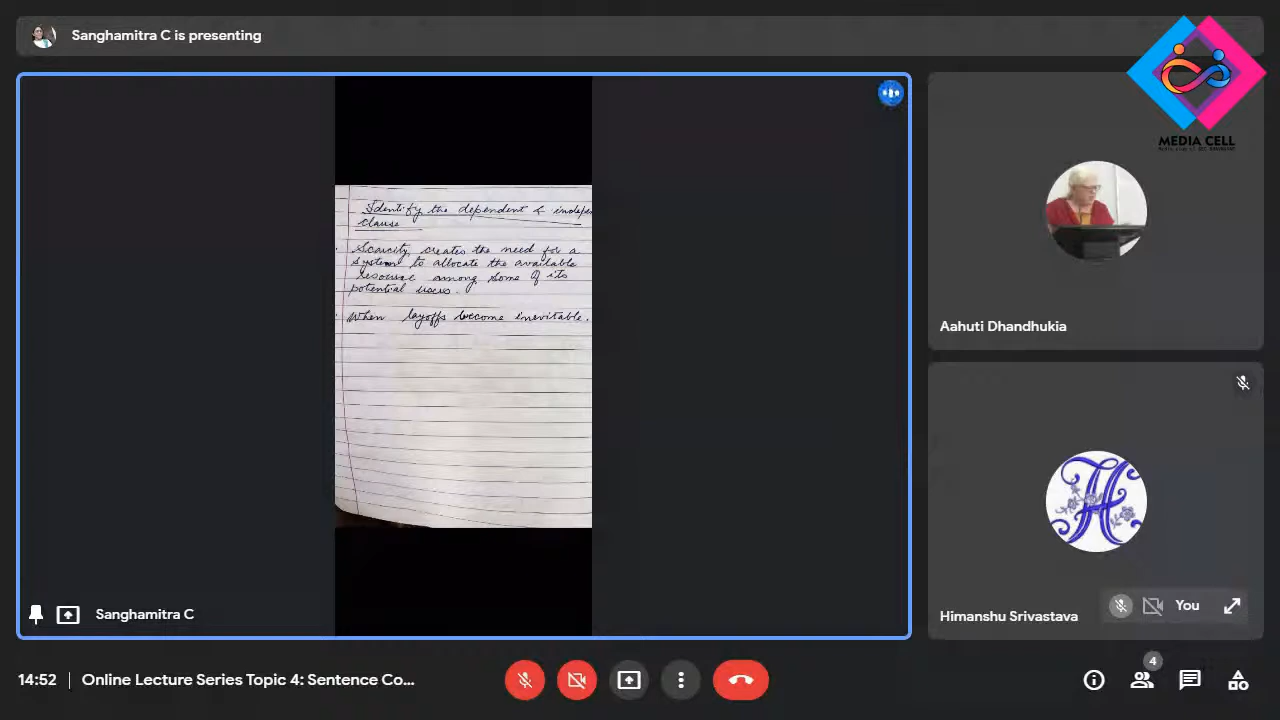 Sanghamitra C is presenting
MEDIA CELL
Identify the dependent & indepen
clause
Scarcity creates the need for a
system to allocate the available
resource among some of its
potential users.
When layoffs become inevitable.
Aahuti Dhandhukia
Sanghamitra C
Himanshu Srivastava
You
14:52 | Online Lecture Series Topic 4: Sentence Co...
4